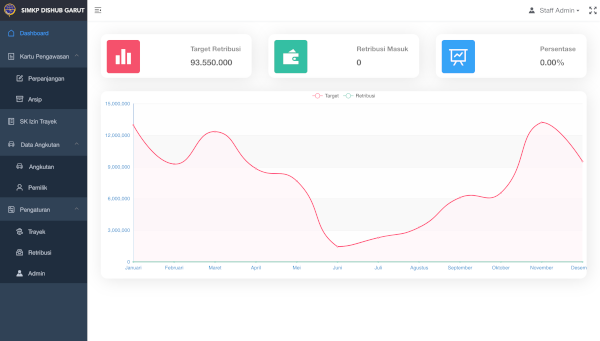 SIMKP DISHUB GARUT
Staff Admin
Dashboard
Kartu Pengawasan
Perpanjangan
Arsip
SK Izin Trayek
Data Angkutan
Angkutan
Pemilik
Pengaturan
Trayek
Retribusi
Admin
Target Retribusi
93.550.000
Retribusi Masuk
0
Persentase
0.00%
Target Retribusi
15,000,000
12,000,000
9,000,000
6,000,000
3,000,000
0
Januari Februari Maret April Mei Juni Juli Agustus September Oktober November Desem